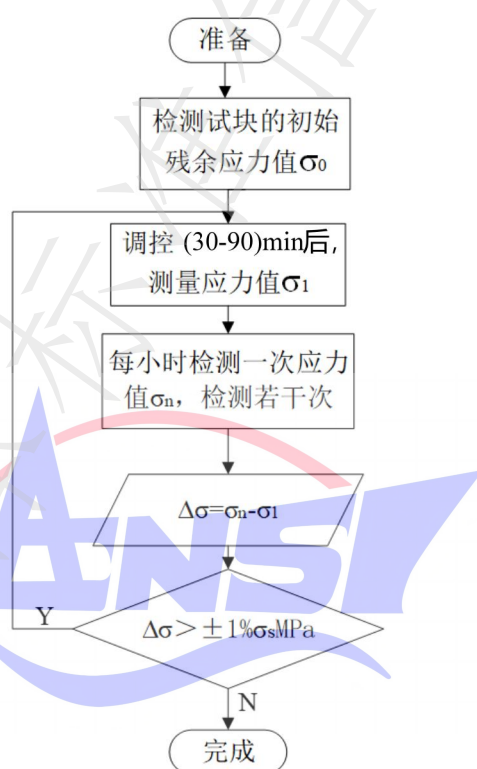 准备
检测试块的初始
残余应力值σ0
调控 (30-90)min后,
测量应力值σ1
每小时检测一次应力
值σn，检测若干次
Δσ=σn-σ1
Δσ＞±1%σsMPa
Y
N
完成
ANSI